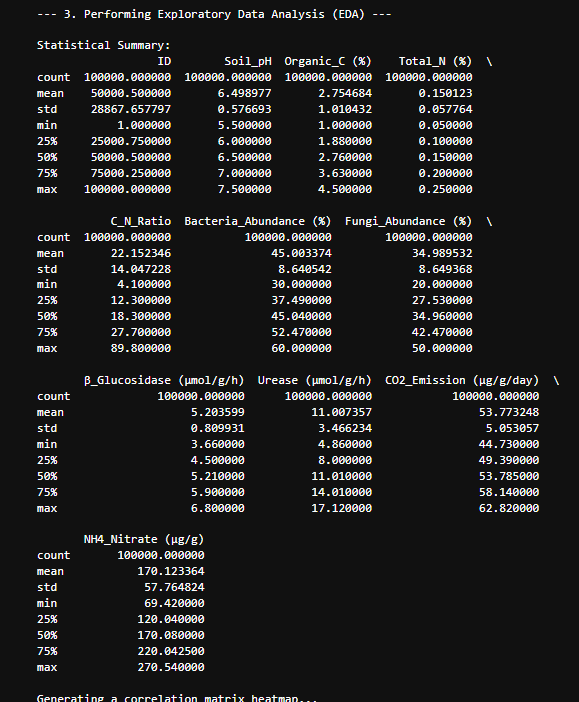 --- 3. Performing Exploratory Data Analysis (EDA) ---
Statistical Summary:
                  ID        Soil_pH  Organic_C (%)    Total_N (%)  \
count  100000.000000  100000.000000  100000.000000  100000.000000
mean    50000.500000       6.498977       2.754684       0.150123
std     28867.657797       0.576693       1.010432       0.057764
min         1.000000       5.500000       1.000000       0.050000
25%     25000.750000       6.000000       1.880000       0.100000
50%     50000.500000       6.500000       2.760000       0.150000
75%     75000.250000       7.000000       3.630000       0.200000
max    100000.000000       7.500000       4.500000       0.250000
           C_N_Ratio  Bacteria_Abundance (%)  Fungi_Abundance (%)  \
count  100000.000000           100000.000000        100000.000000
mean       22.152346               45.003374            34.989532
std        14.047228                8.640542             8.649368
min         4.100000               30.000000            20.000000
25%        12.300000               37.490000            27.530000
50%        18.300000               45.040000            34.960000
75%        27.700000               52.470000            42.470000
max        89.800000               60.000000            50.000000
       β_Glucosidase (μmol/g/h)  Urease (μmol/g/h)  CO2_Emission (μg/g/day)  \
count             100000.000000      100000.000000            100000.000000
mean                   5.203599          11.007357                53.773248
std                    0.809931           3.466234                 5.053057
min                    3.660000           4.860000                44.730000
25%                    4.500000           8.000000                49.390000
50%                    5.210000          11.010000                53.785000
75%                    5.900000          14.010000                58.140000
max                    6.800000          17.120000                62.820000
       NH4_Nitrate (μg/g)
count       100000.000000
mean           170.123364
std             57.764824
min             69.420000
25%            120.040000
50%            170.080000
75%            220.042500
max            270.540000
Generating a correlation matrix heatmap...